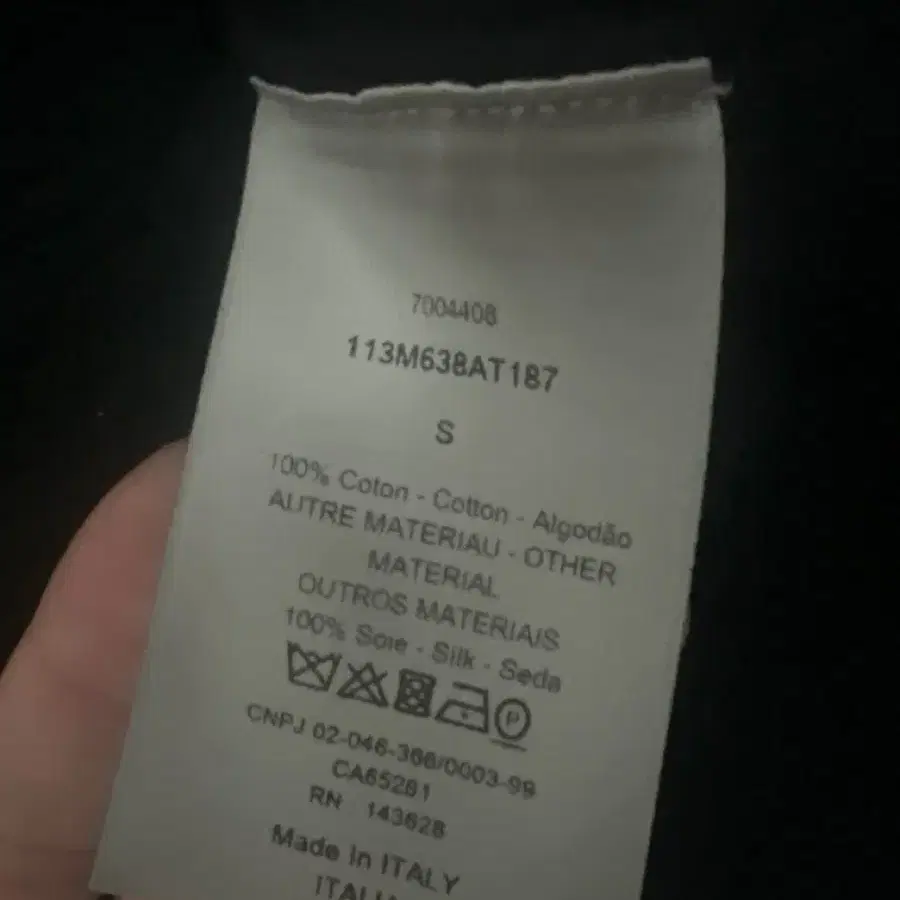 7004408
113M638AT187
S
100% Coton - Cotton - Algodão
AUTRE MATERIAU - OTHER
MATERIAL
OUTROS MATERIAIS
100% Soie - Silk - Seda
P
CNPJ 02-046-366/0003-99
CA65261
RN 143628
Made In ITALY